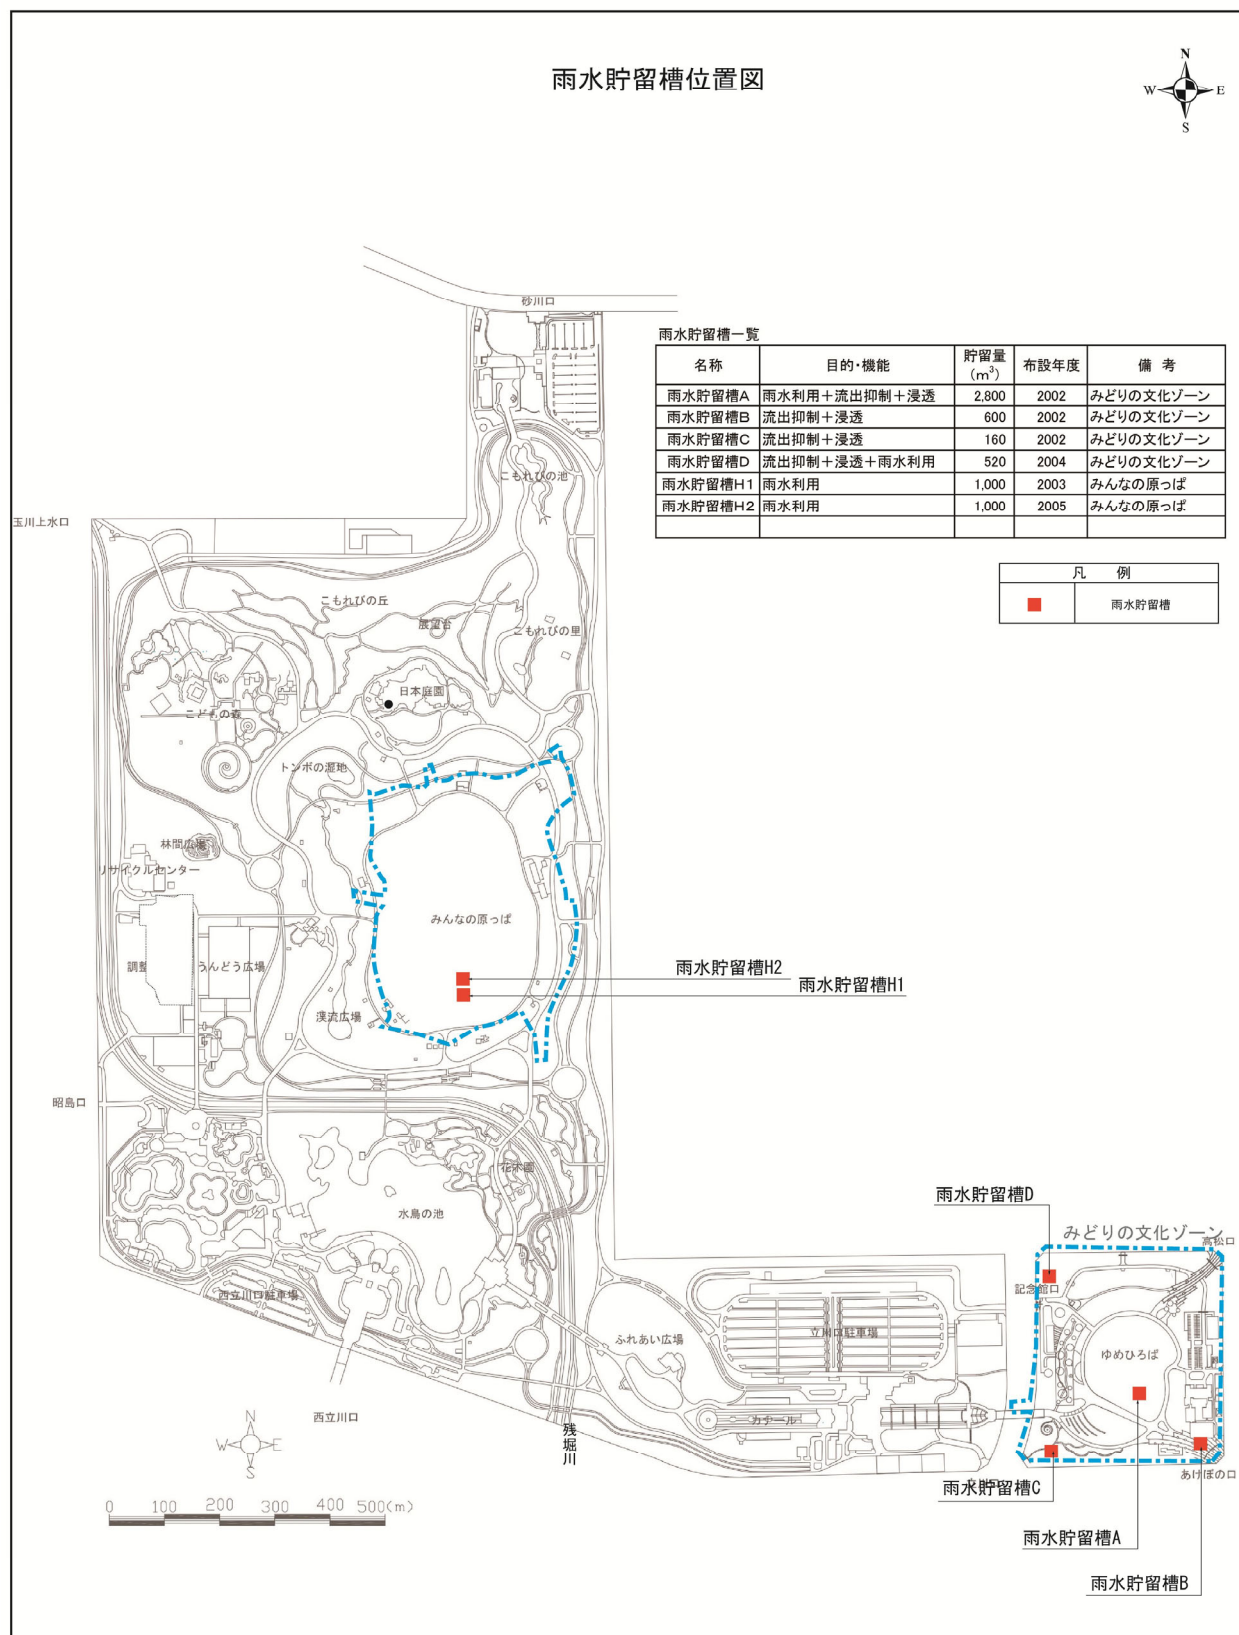 雨水貯留槽位置図
N
W E
S
砂川口
雨水貯留槽一覧
名称 目的・機能 貯留量(m³) 布設年度 備 考
雨水貯留槽A 雨水利用＋流出抑制＋浸透 2,800 2002 みどりの文化ゾーン
雨水貯留槽B 流出抑制＋浸透 600 2002 みどりの文化ゾーン
雨水貯留槽C 流出抑制＋浸透 160 2002 みどりの文化ゾーン
雨水貯留槽D 流出抑制＋浸透＋雨水利用 520 2004 みどりの文化ゾーン
雨水貯留槽H1 雨水利用 1,000 2003 みんなの原っぱ
雨水貯留槽H2 雨水利用 1,000 2005 みんなの原っぱ
凡 例
雨水貯留槽
こもれびの池
玉川上水口
こもれびの丘
展望台
こもれびの里
日本庭園
こどもの森
トンボの湿地
林間広場
リサイクルセンター
みんなの原っぱ
調整
うんどう広場
雨水貯留槽H2
雨水貯留槽H1
渓流広場
昭島口
花木園
水鳥の池
雨水貯留槽D
みどりの文化ゾーン
高松口
記念館口
西立川口駐車場
ふれあい広場
立川口駐車場
ゆめひろば
カナール
西立川口
残堀川
あけぼの口
雨水貯留槽C
雨水貯留槽A
雨水貯留槽B
N
W E
S
0 100 200 300 400 500(m)